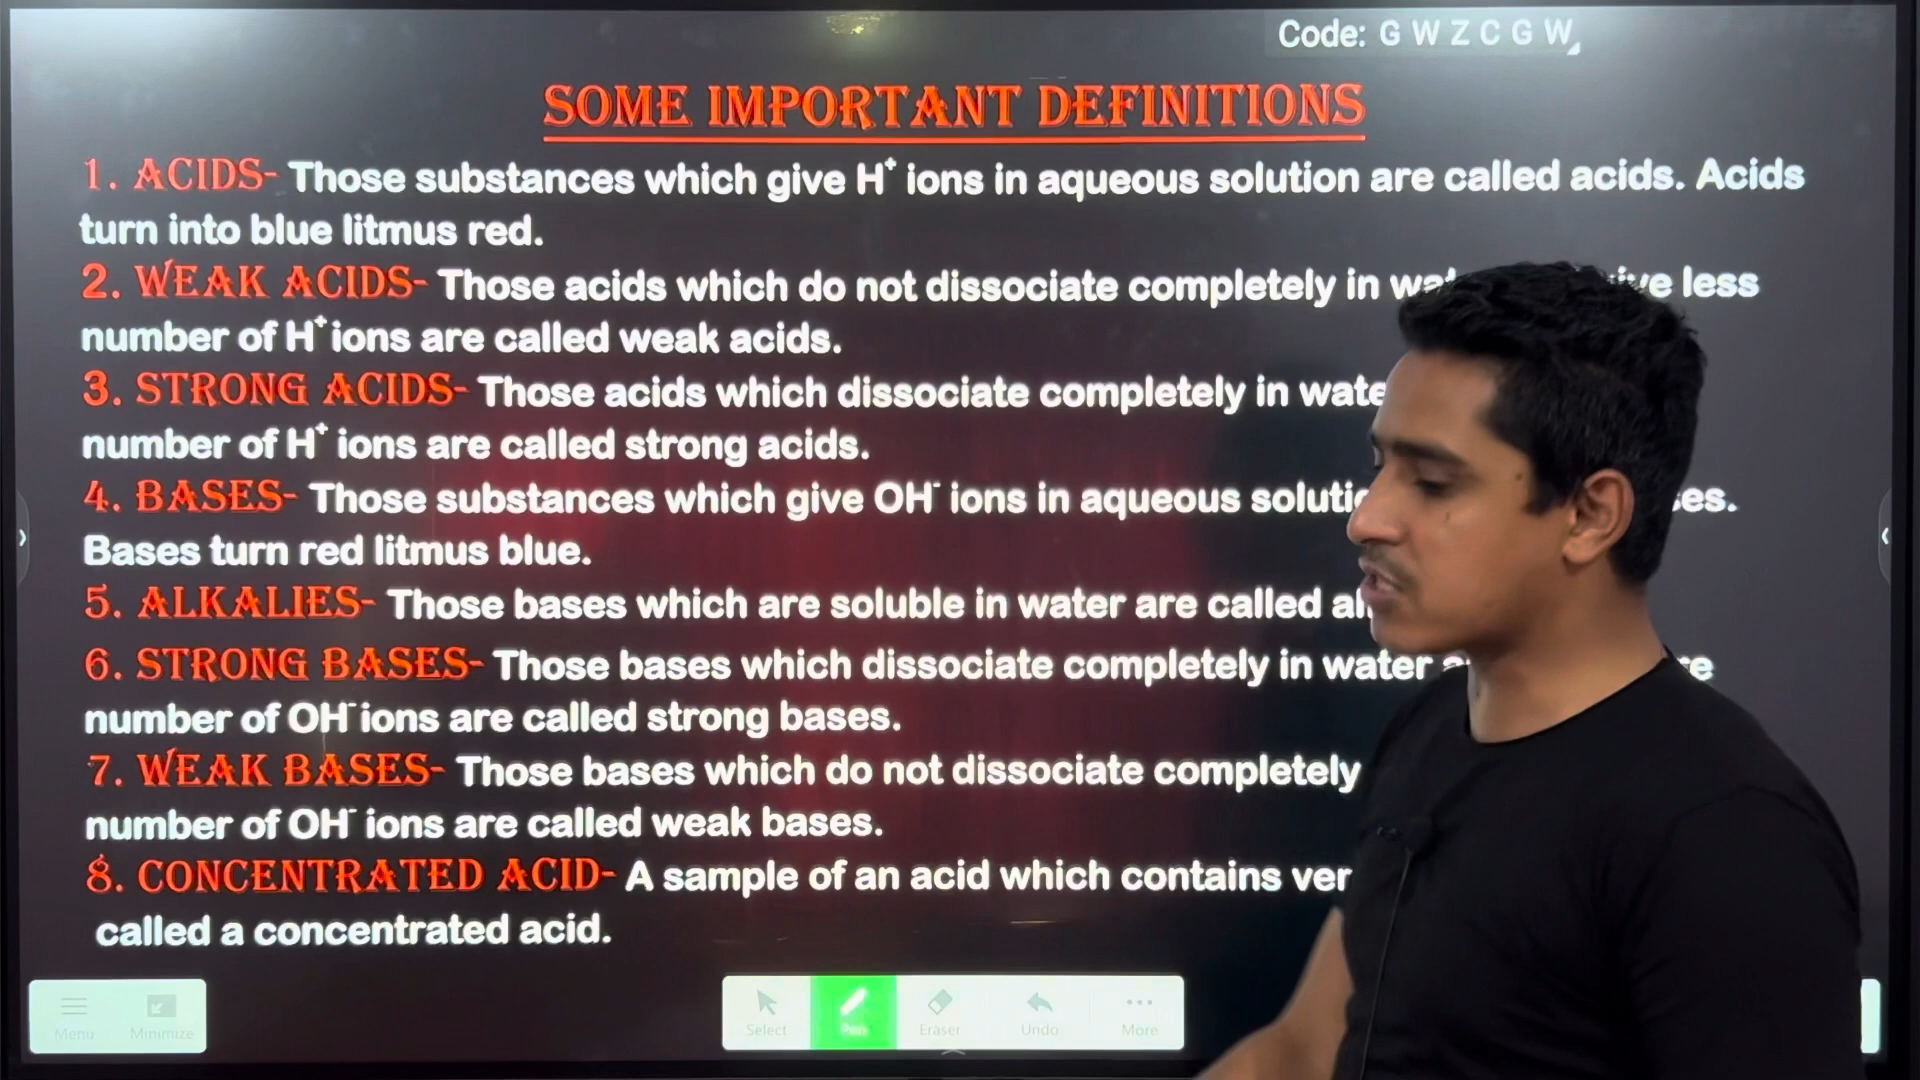 Code: G W Z C G W
SOME IMPORTANT DEFINITIONS
1. ACIDS- Those substances which give H⁺ ions in aqueous solution are called acids. Acids
turn into blue litmus red.
2. WEAK ACIDS- Those acids which do not dissociate completely in less
number of H⁺ ions are called weak acids.
3. STRONG ACIDS- Those acids which dissociate completely in
number of H⁺ ions are called strong acids.
4. BASES- Those substances which give OH⁻ ions in aqueous
Bases turn red litmus blue.
5. ALKALIES- Those bases which are soluble in water are called
6. STRONG BASES- Those bases which dissociate completely in water
number of OH⁻ ions are called strong bases.
7. WEAK BASES- Those bases which do not dissociate completely
number of OH⁻ ions are called weak bases.
8. CONCENTRATED ACID- A sample of an acid which contains
called a concentrated acid.
Menu Minimize Select Pen Eraser Undo More